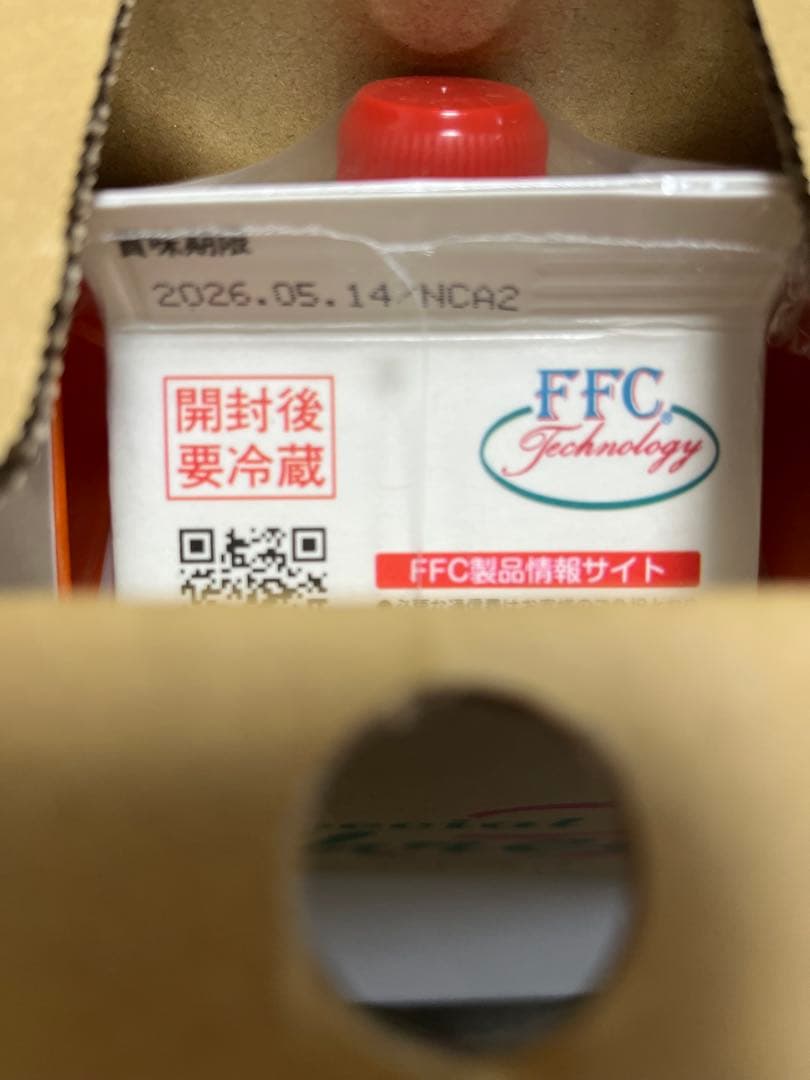 賞味期限
2026.05.14/NCA2
開封後
要冷蔵
FFC®
Technology
FFC製品情報サイト